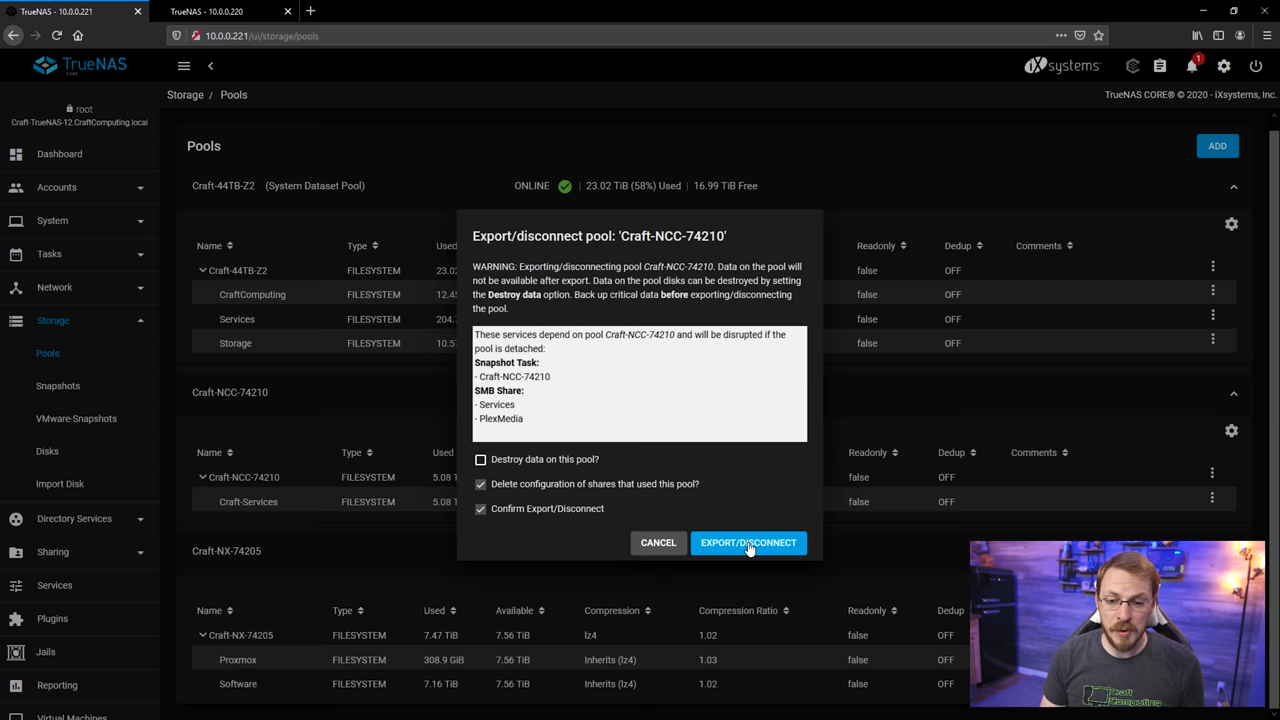 TrueNAS - 10.0.0.221
TrueNAS - 10.0.0.220
10.0.0.221/ui/storage/pools
TrueNAS
CORE
iXsystems
1
root
Craft-TrueNAS-12.CraftComputing.local
Storage / Pools
TrueNAS CORE® © 2020 - iXsystems, Inc.
Dashboard
Accounts
System
Tasks
Network
Storage
Pools
Snapshots
VMware-Snapshots
Disks
Import Disk
Directory Services
Sharing
Services
Plugins
Jails
Reporting
Virtual Machines
Pools
ADD
Craft-44TB-Z2 (System Dataset Pool)
ONLINE
23.02 TiB (58%) Used | 16.99 TiB Free
Name Type Used Readonly Dedup Comments
Craft-44TB-Z2 FILESYSTEM 23.02 false OFF
CraftComputing FILESYSTEM false OFF
Services FILESYSTEM 204.7 false OFF
Storage FILESYSTEM 10.57 false OFF
Craft-NCC-74210
Name Type Used Readonly Dedup Comments
Craft-NCC-74210 FILESYSTEM 5.08 false OFF
Craft-Services FILESYSTEM 5.08 false OFF
Craft-NX-74205
Name Type Used Available Compression Compression Ratio Readonly Dedup
Craft-NX-74205 FILESYSTEM 7.47 TiB 7.56 TiB lz4 1.02 false OFF
Proxmox FILESYSTEM 308.9 GiB 7.56 TiB Inherits (lz4) 1.03 false OFF
Software FILESYSTEM 7.16 TiB 7.56 TiB Inherits (lz4) 1.02 false OFF
Export/disconnect pool: 'Craft-NCC-74210'
WARNING: Exporting/disconnecting pool Craft-NCC-74210. Data on the pool will
not be available after export. Data on the pool disks can be destroyed by setting
the Destroy data option. Back up critical data before exporting/disconnecting
the pool.
These services depend on pool Craft-NCC-74210 and will be disrupted if the
pool is detached:
Snapshot Task:
- Craft-NCC-74210
SMB Share:
- Services
- PlexMedia
Destroy data on this pool?
Delete configuration of shares that used this pool?
Confirm Export/Disconnect
CANCEL
EXPORT/DISCONNECT
Craft
Computing